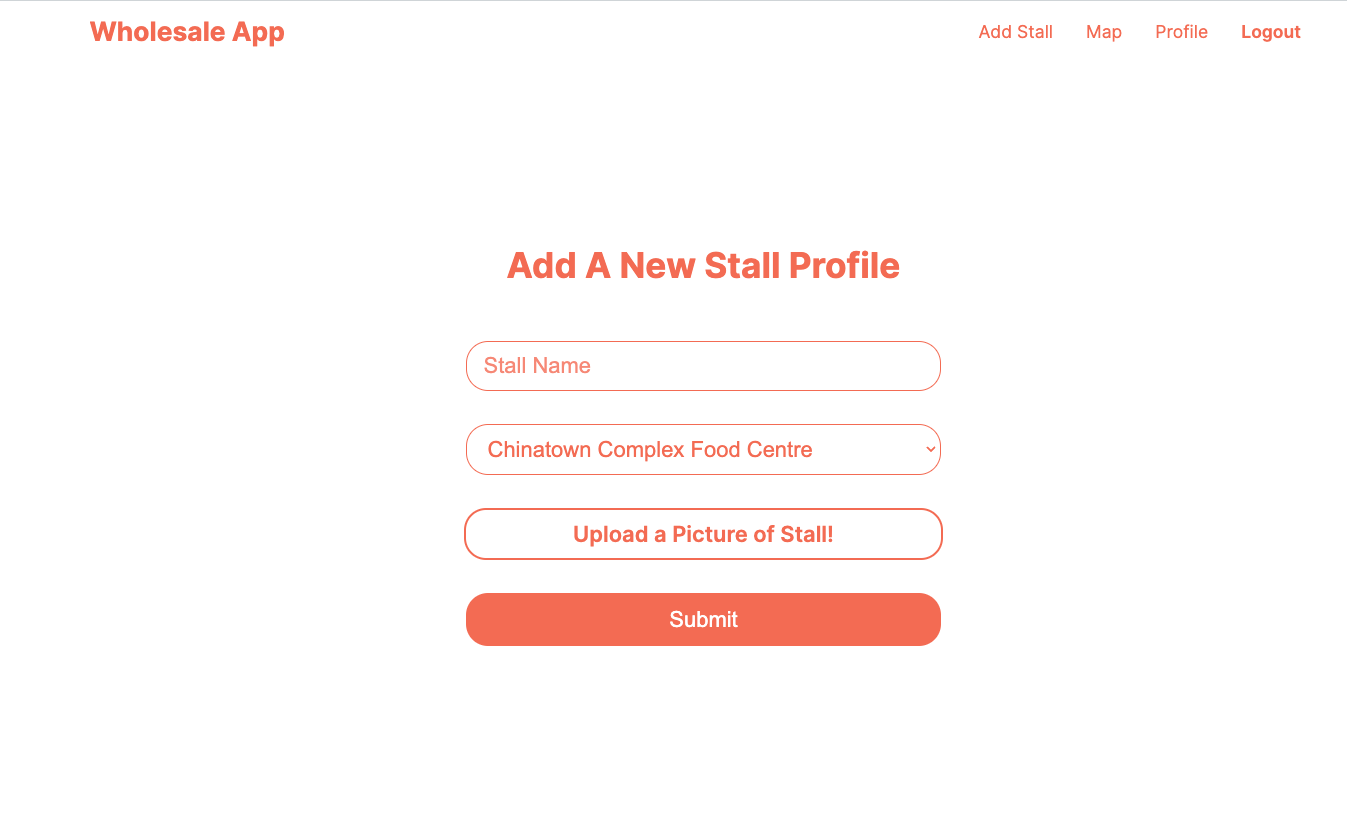 Wholesale App
Add Stall Map Profile Logout
Add A New Stall Profile
Stall Name
Chinatown Complex Food Centre
Upload a Picture of Stall!
Submit